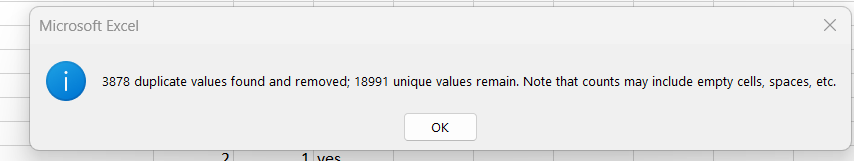 Microsoft Excel
3878 duplicate values found and removed; 18991 unique values remain. Note that counts may include empty cells, spaces, etc.
OK
2 1 yes